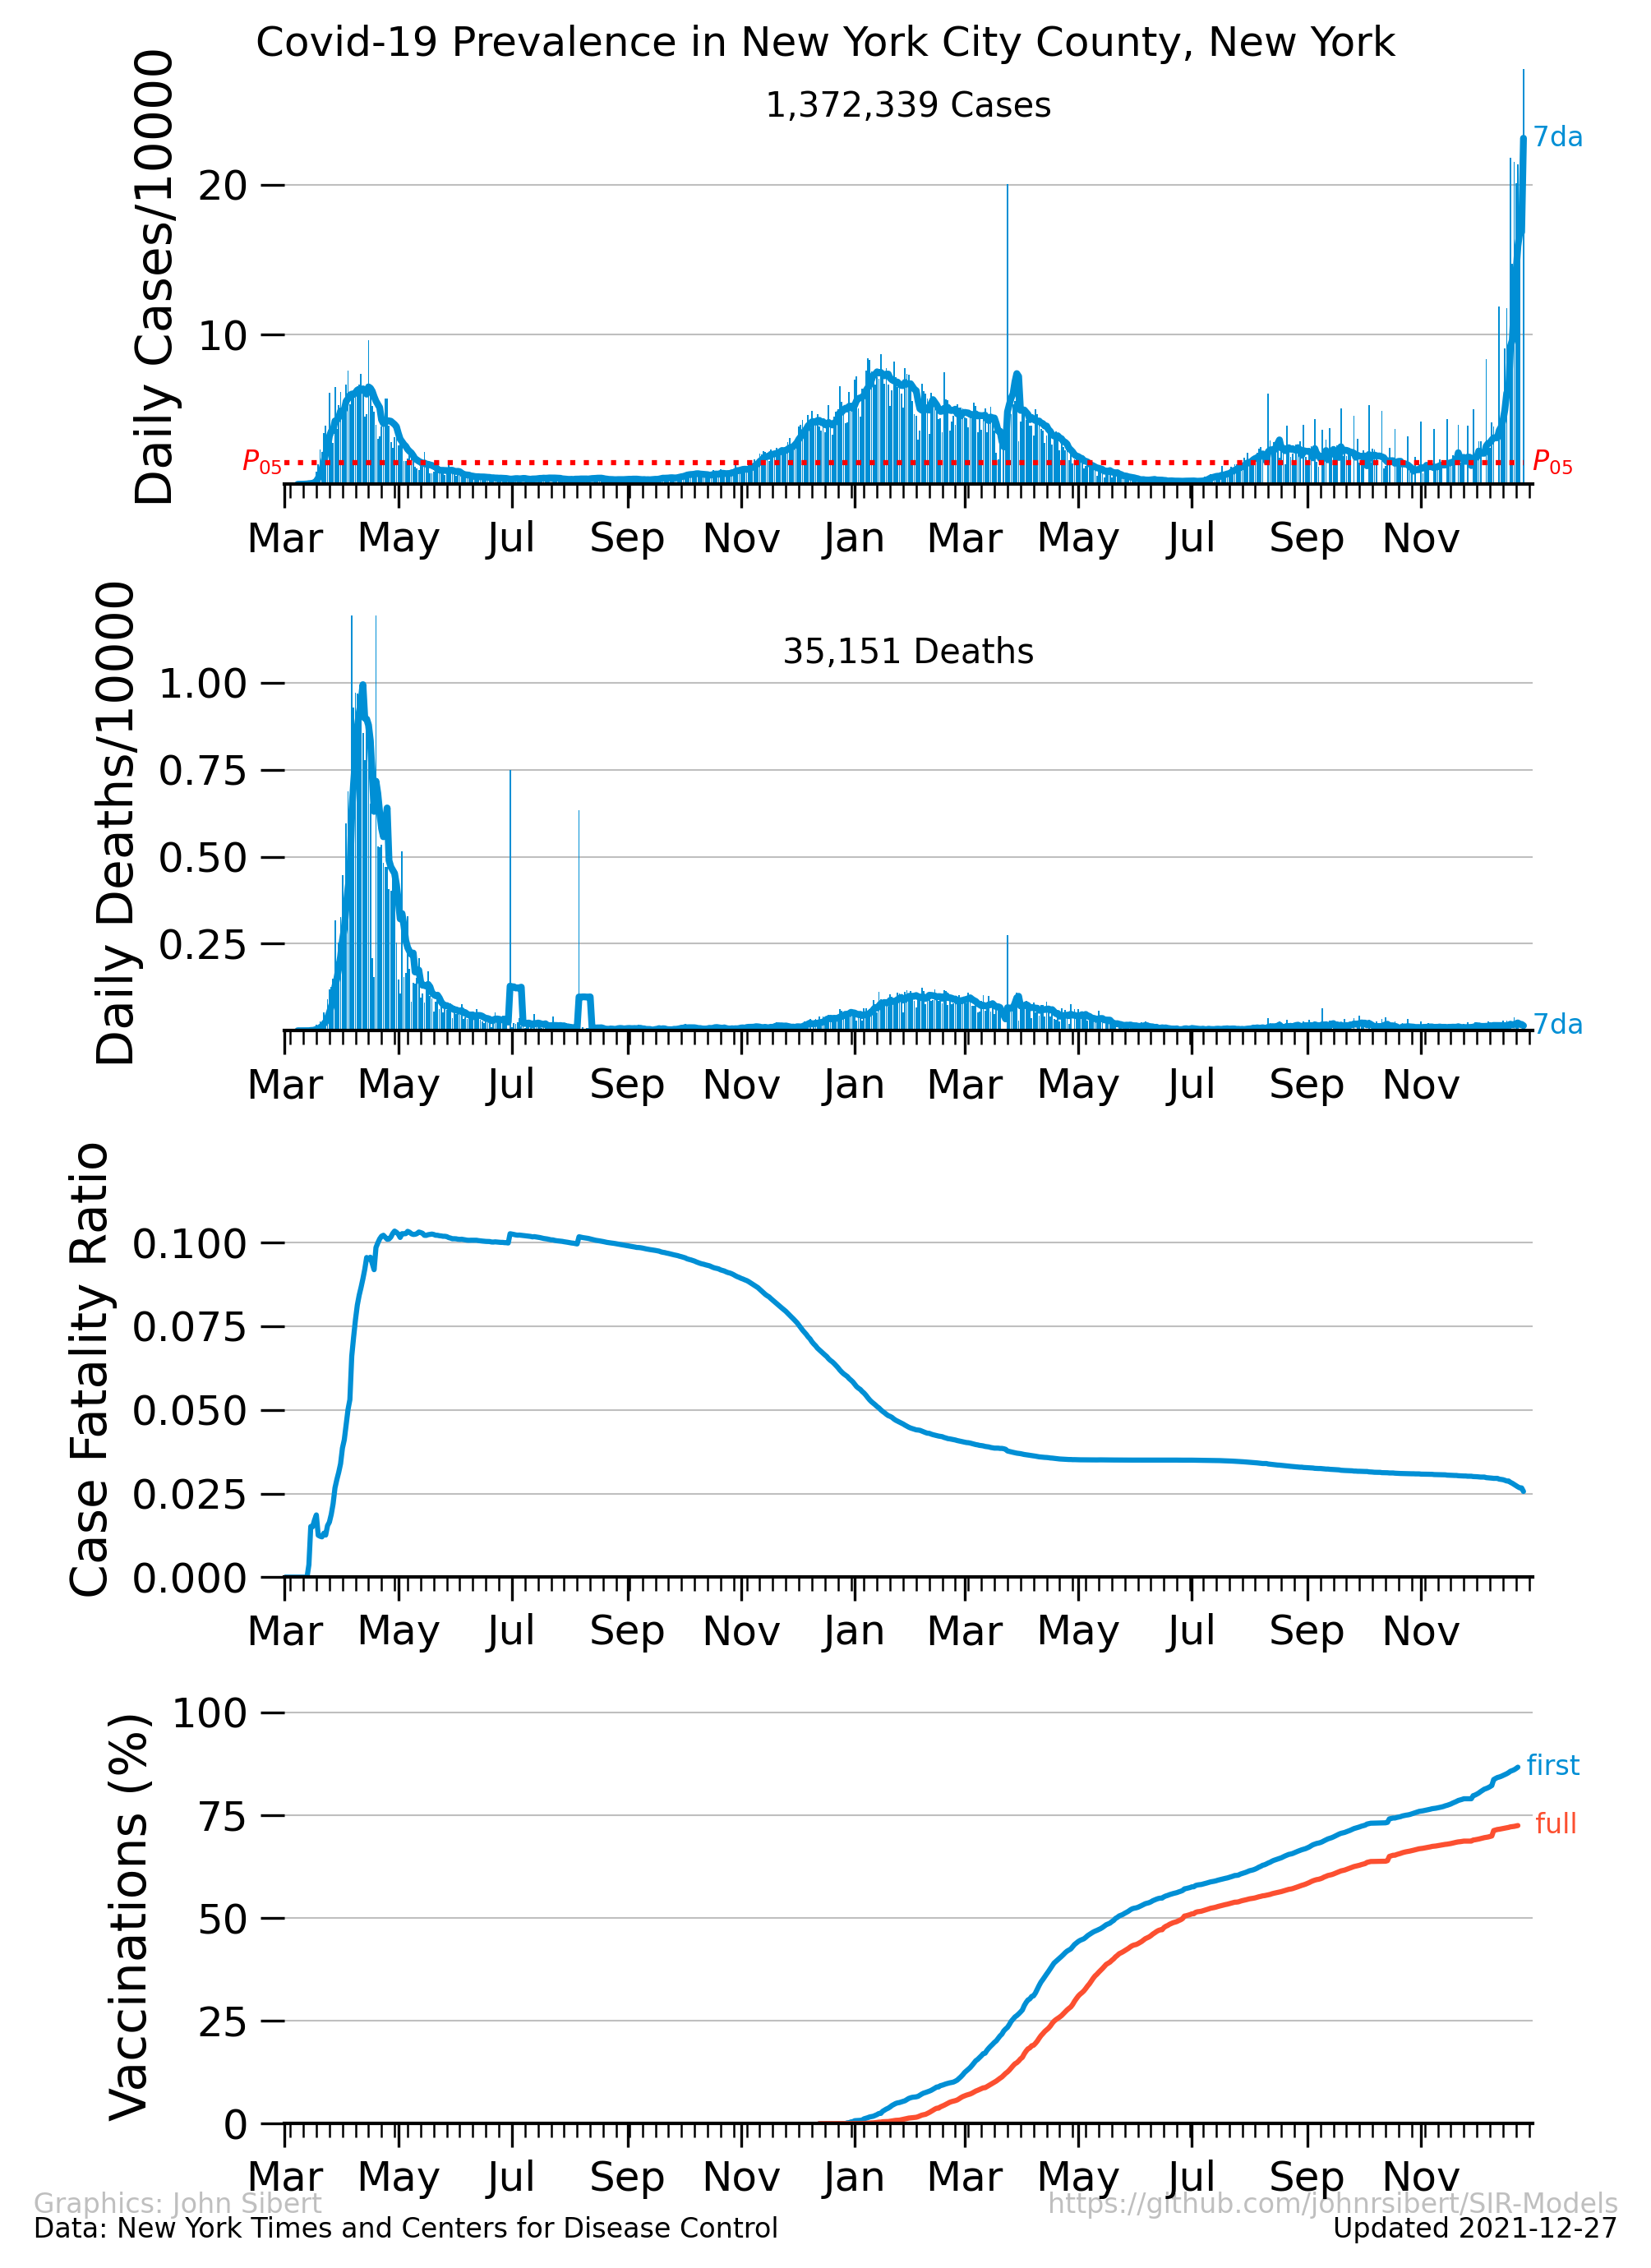 Covid-19 Prevalence in New York City County, New York
1,372,339 Cases
Daily Cases/10000
20
10
7da
P05
P05
Mar May Jul Sep Nov Jan Mar May Jul Sep Nov
35,151 Deaths
Daily Deaths/10000
1.00
0.75
0.50
0.25
7da
Mar May Jul Sep Nov Jan Mar May Jul Sep Nov
Case Fatality Ratio
0.100
0.075
0.050
0.025
0.000
Mar May Jul Sep Nov Jan Mar May Jul Sep Nov
Vaccinations (%)
100
75
50
25
0
first
full
Mar May Jul Sep Nov Jan Mar May Jul Sep Nov
Graphics: John Sibert
https://github.com/johnrsibert/SIR-Models
Data: New York Times and Centers for Disease Control
Updated 2021-12-27